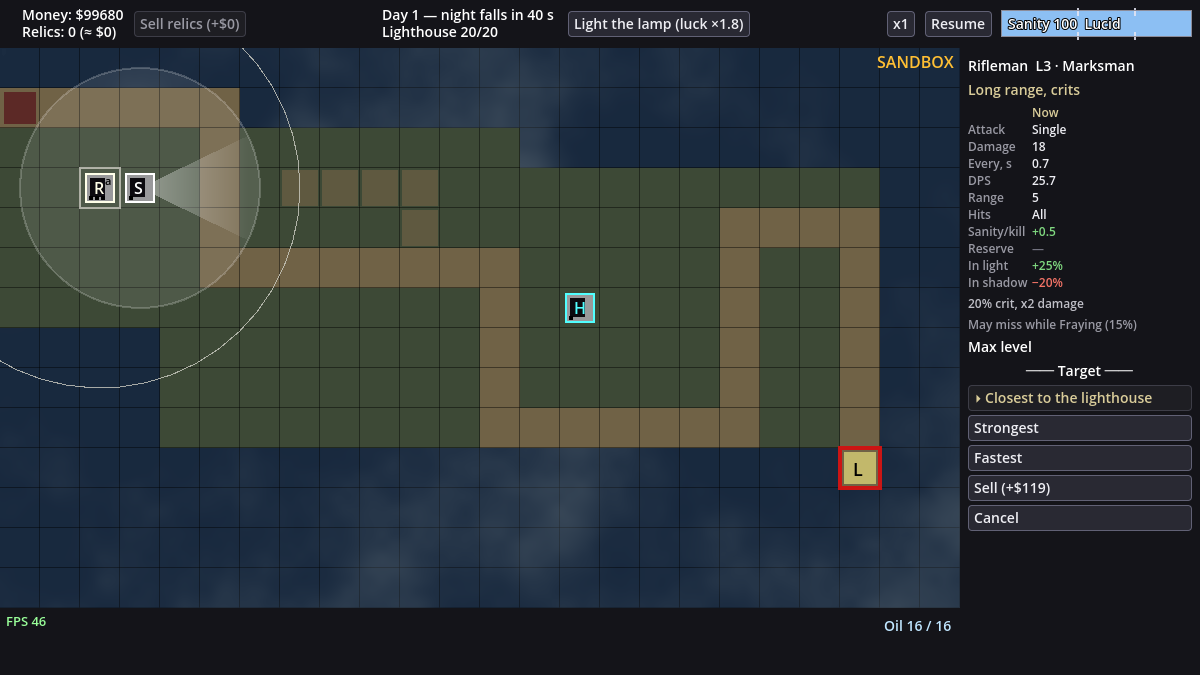 Money: $99680
Relics: 0 (≈ $0)
Sell relics (+$0)
Day 1 — night falls in 40 s
Lighthouse 20/20
Light the lamp (luck ×1.8)
x1
Resume
Sanity 100 Lucid
SANDBOX
R
S
H
L
Rifleman L3 · Marksman
Long range, crits
Now
Attack Single
Damage 18
Every, s 0.7
DPS 25.7
Range 5
Hits All
Sanity/kill +0.5
Reserve —
In light +25%
In shadow −20%
20% crit, x2 damage
May miss while Fraying (15%)
Max level
Target
Closest to the lighthouse
Strongest
Fastest
Sell (+$119)
Cancel
FPS 46
Oil 16 / 16